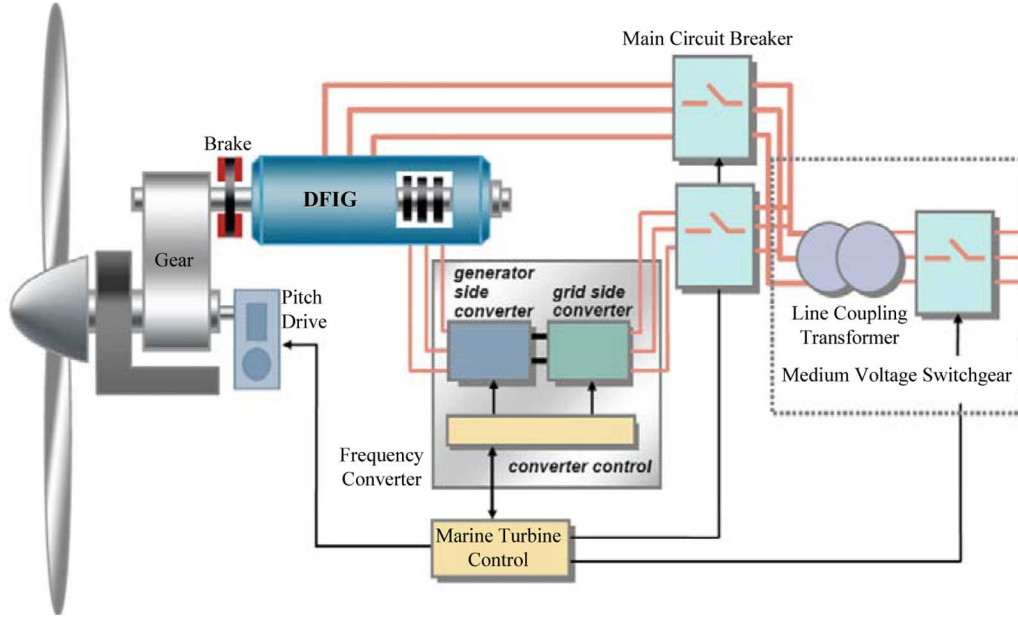 Main Circuit Breaker
Brake
DFIG
Gear
Pitch
Drive
generator
side
converter
grid side
converter
Line Coupling
Transformer
Medium Voltage Switchgear
Frequency
Converter
converter control
Marine Turbine
Control